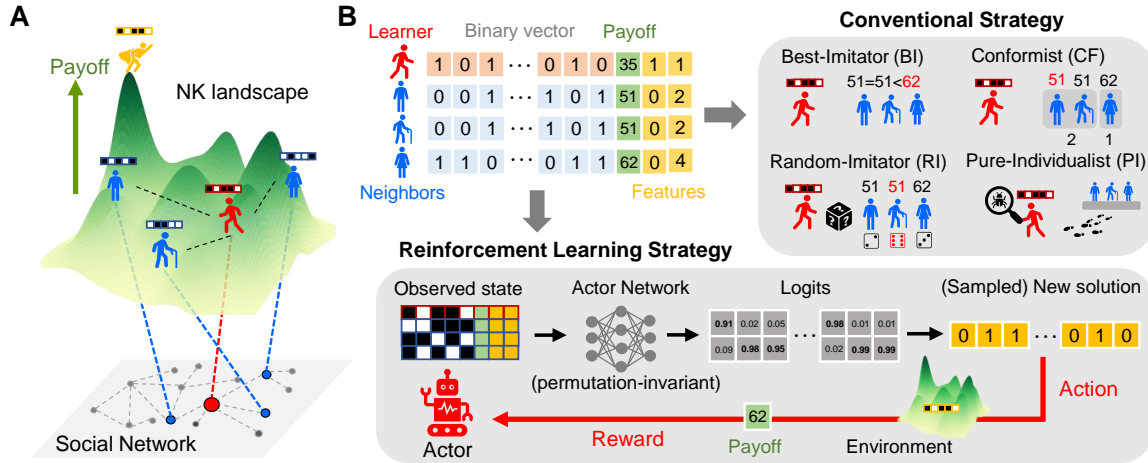 A
Payoff
NK landscape
Social Network
B
Learner Binary vector Payoff
1 0 1 ··· 0 1 0 35 1 1
0 0 1 ··· 1 0 1 51 0 2
0 0 1 ··· 1 0 1 51 0 2
1 1 0 ··· 0 1 1 62 0 4
Neighbors Features
Conventional Strategy
Best-Imitator (BI)
51=51<62
Conformist (CF)
51 51 62
2 1
Random-Imitator (RI)
51 51 62
? ? ?
Pure-Individualist (PI)
Reinforcement Learning Strategy
Observed state
Actor Network
(permutation-invariant)
Logits
0.91 0.02 0.05 ··· 0.98 0.01 0.01
0.09 0.98 0.95 0.02 0.99 0.99
(Sampled) New solution
0 1 1 ... 0 1 0
Action
Environment
62
Payoff
Reward
Actor